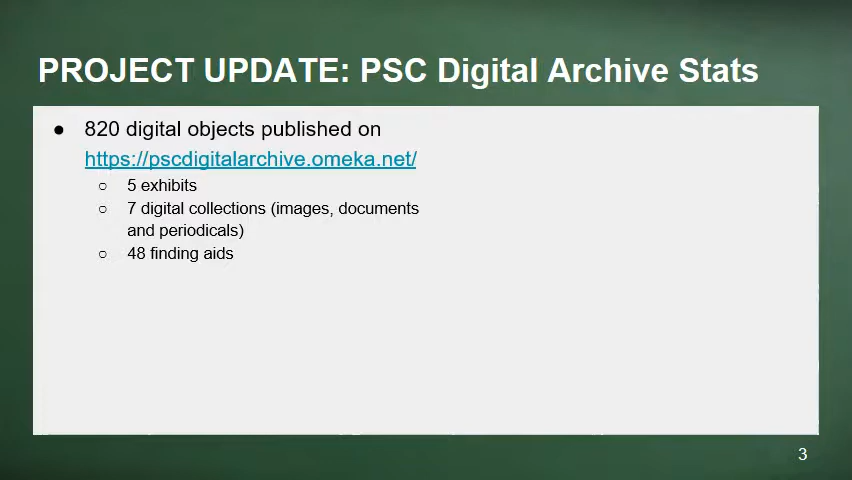 PROJECT UPDATE: PSC Digital Archive Stats
● 820 digital objects published on
https://pscdigitalarchive.omeka.net/
○ 5 exhibits
○ 7 digital collections (images, documents
and periodicals)
○ 48 finding aids
3